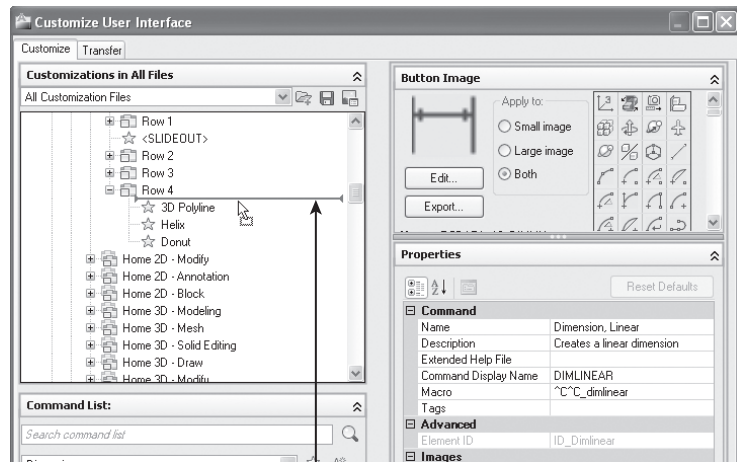 Customize User Interface
Customize Transfer
Customizations in All Files
All Customization Files
Row 1
<SLIDEOUT>
Row 2
Row 3
Row 4
3D Polyline
Helix
Donut
Home 2D - Modify
Home 2D - Annotation
Home 2D - Block
Home 3D - Modeling
Home 3D - Mesh
Home 3D - Solid Editing
Home 3D - Draw
Home 3D - Modify
Command List:
Search command list
Button Image
Apply to:
Small image
Large image
Both
Edit...
Export...
Properties
Reset Defaults
Command
Name Dimension, Linear
Description Creates a linear dimension
Extended Help File
Command Display Name DIMLINEAR
Macro ^C^C_dimlinear
Tags
Advanced
Element ID ID_Dimlinear
Images